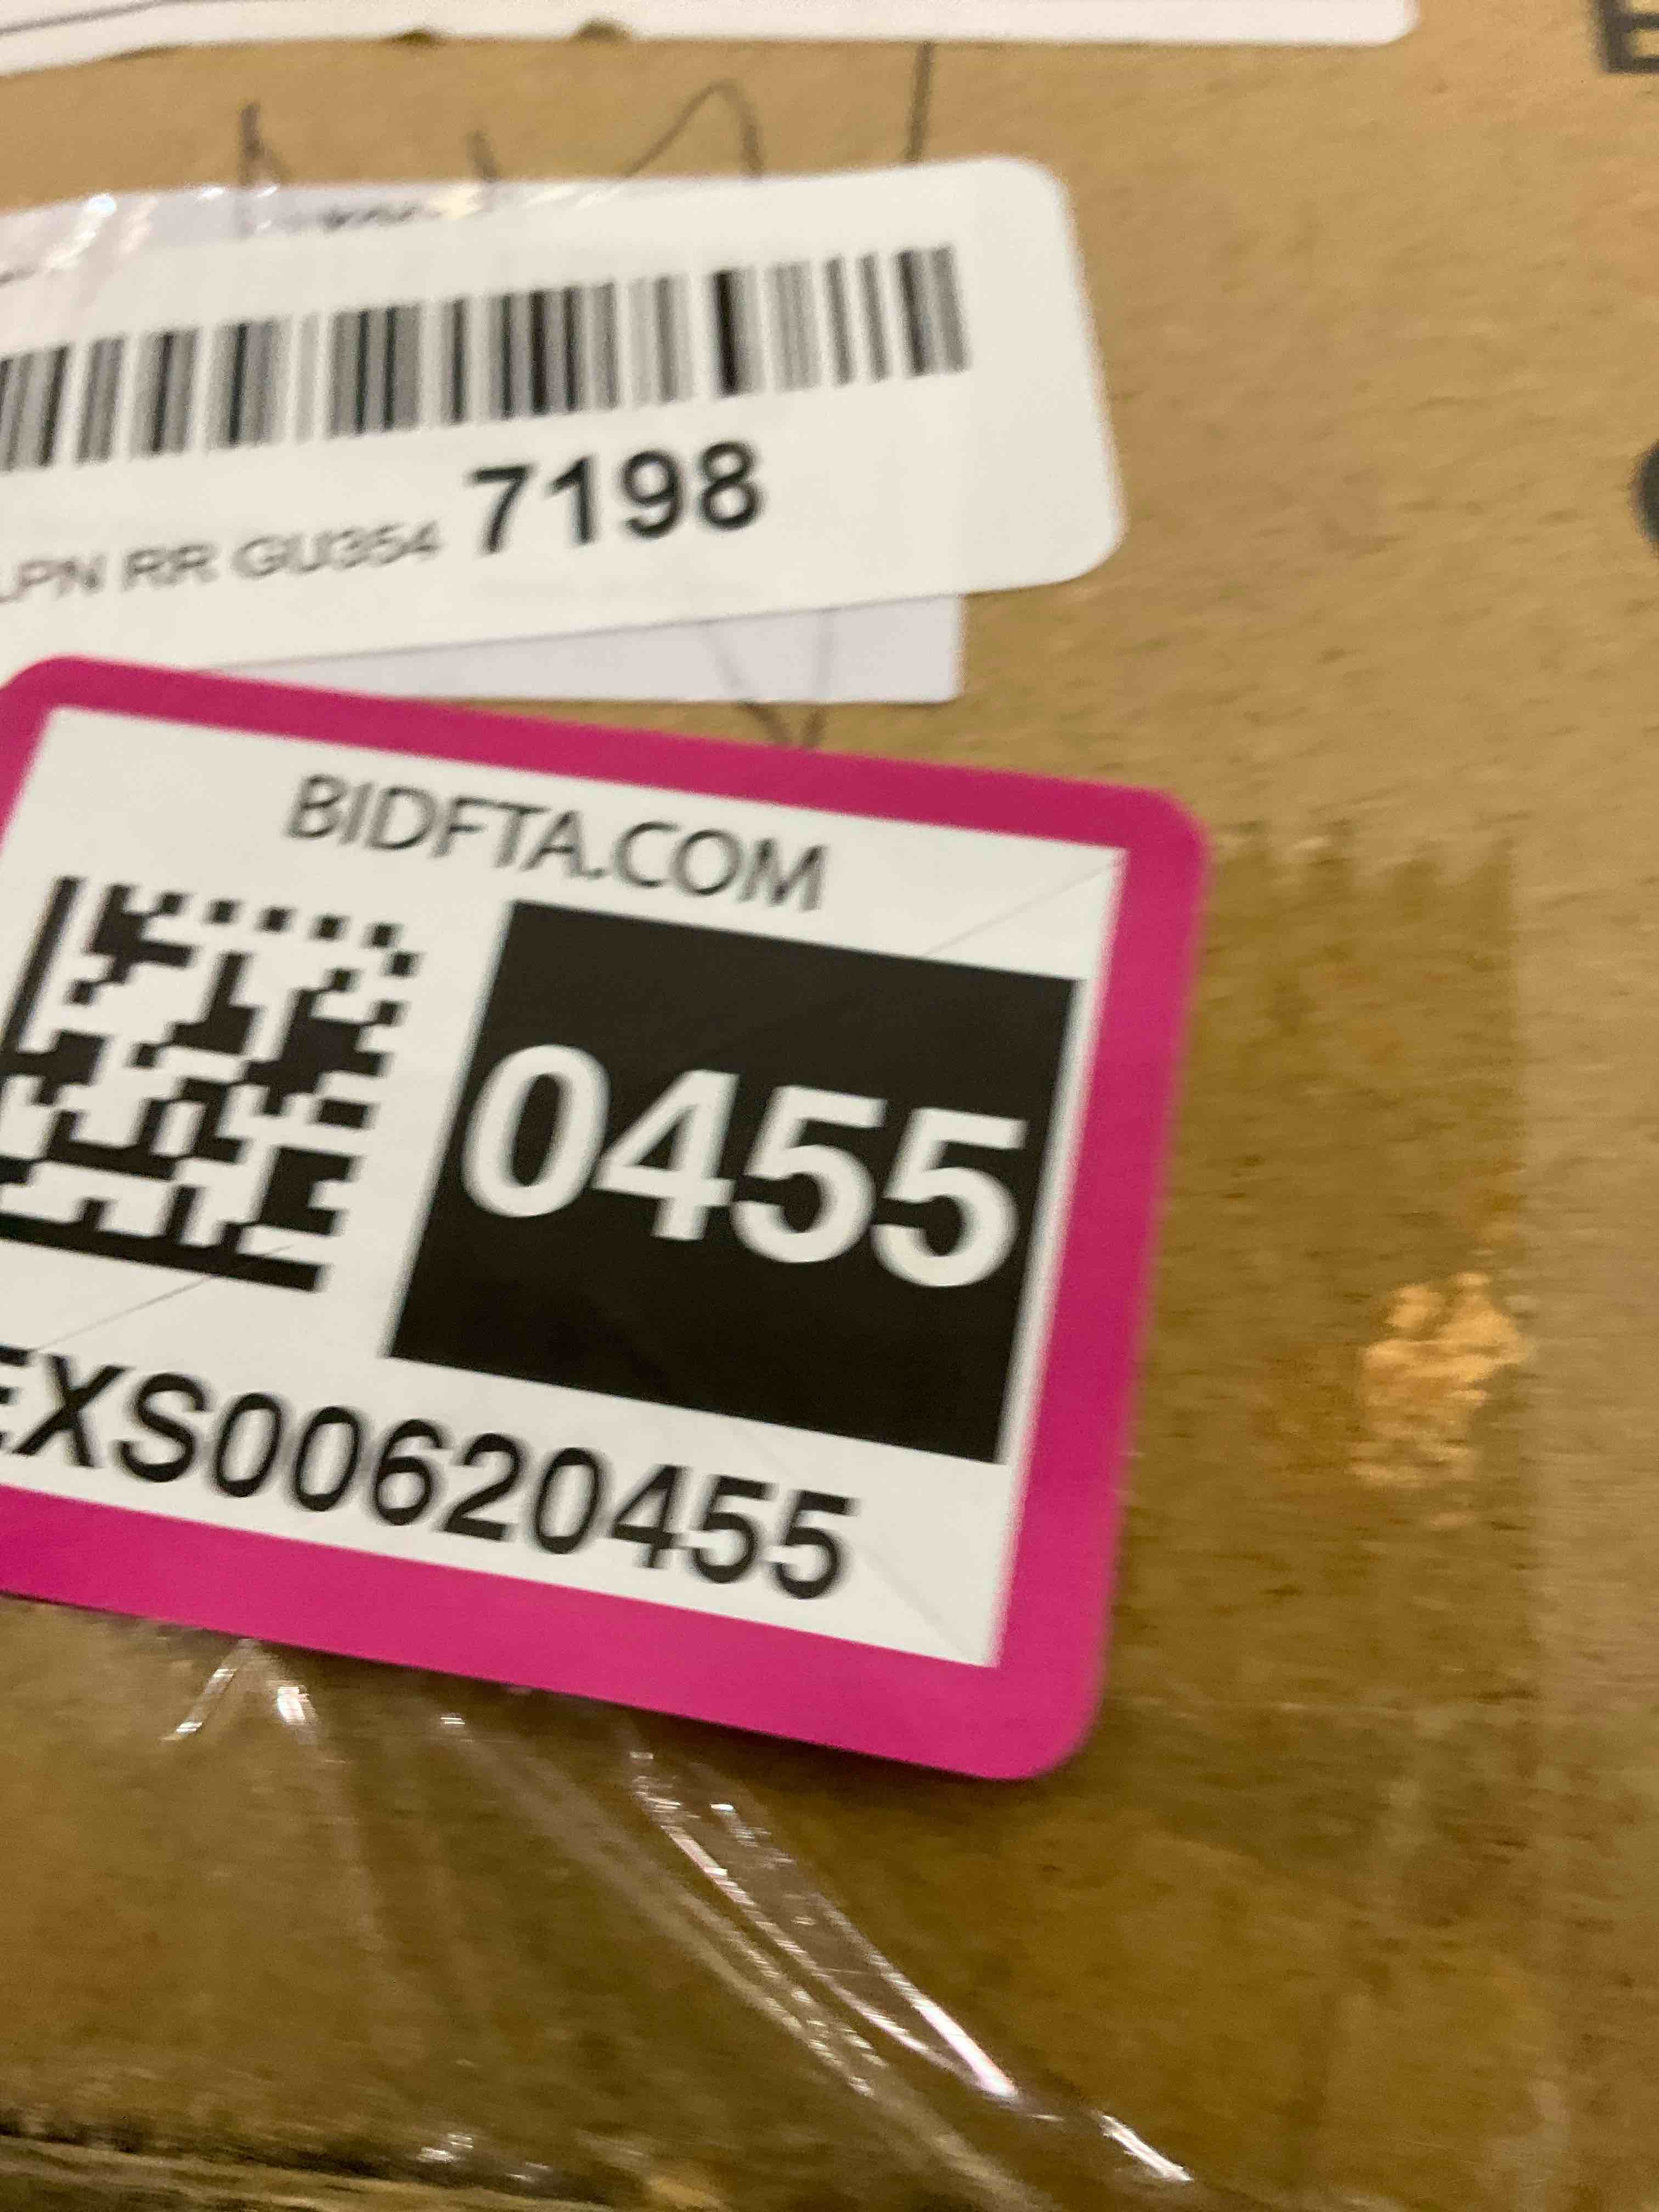 LPN RR GU354 7198
BIDFTA.COM
0455
EXS00620455